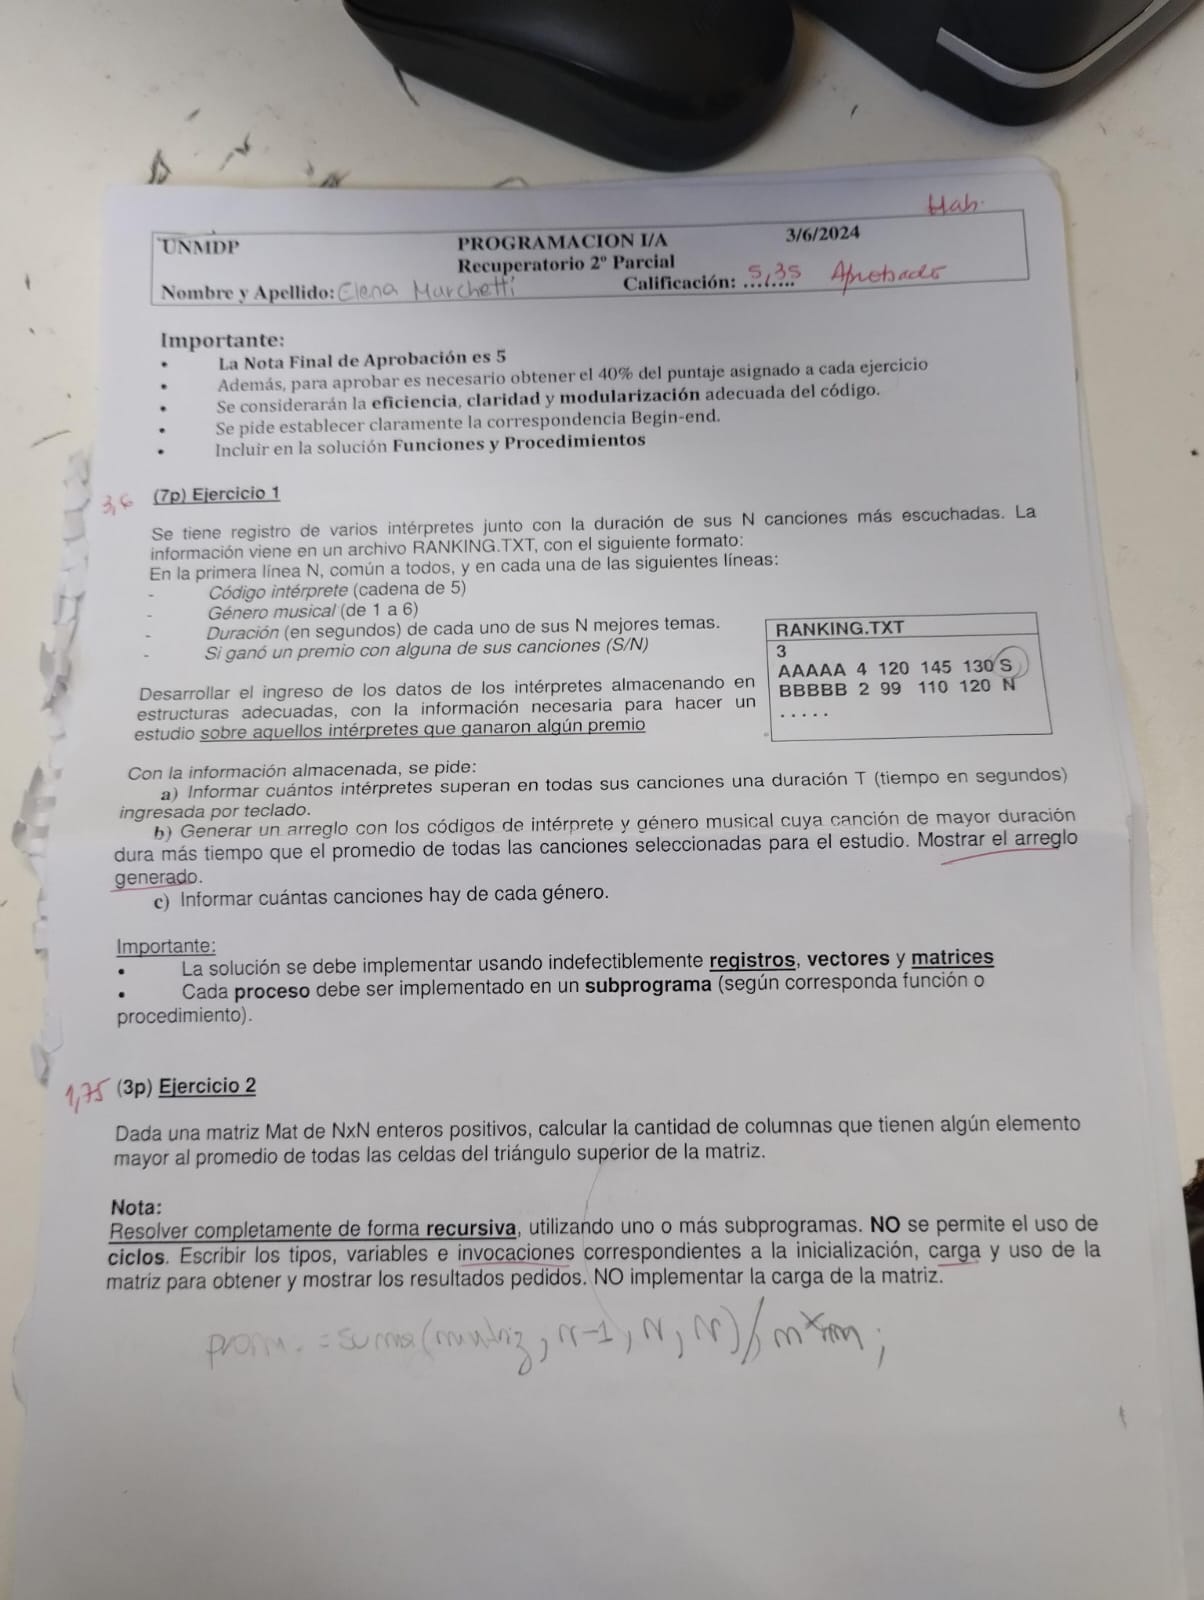 Hab.
UNMDP PROGRAMACION I/A 3/6/2024
Recuperatorio 2º Parcial
Nombre y Apellido: Elena Marchetti Calificación: ........ 5,35 Aprobado
Importante:
• La Nota Final de Aprobación es 5
• Además, para aprobar es necesario obtener el 40% del puntaje asignado a cada ejercicio
• Se considerarán la eficiencia, claridad y modularización adecuada del código.
• Se pide establecer claramente la correspondencia Begin-end.
• Incluir en la solución Funciones y Procedimientos
3,6 (7p) Ejercicio 1
Se tiene registro de varios intérpretes junto con la duración de sus N canciones más escuchadas. La
información viene en un archivo RANKING.TXT, con el siguiente formato:
En la primera línea N, común a todos, y en cada una de las siguientes líneas:
- Código intérprete (cadena de 5)
- Género musical (de 1 a 6)
- Duración (en segundos) de cada uno de sus N mejores temas.
- Si ganó un premio con alguna de sus canciones (S/N)
RANKING.TXT
3
AAAAA 4 120 145 130 S
BBBBB 2 99 110 120 N
. . . . .
Desarrollar el ingreso de los datos de los intérpretes almacenando en
estructuras adecuadas, con la información necesaria para hacer un
estudio sobre aquellos intérpretes que ganaron algún premio
Con la información almacenada, se pide:
a) Informar cuántos intérpretes superan en todas sus canciones una duración T (tiempo en segundos)
ingresada por teclado.
b) Generar un arreglo con los códigos de intérprete y género musical cuya canción de mayor duración
dura más tiempo que el promedio de todas las canciones seleccionadas para el estudio. Mostrar el arreglo
generado.
c) Informar cuántas canciones hay de cada género.
Importante:
• La solución se debe implementar usando indefectiblemente registros, vectores y matrices
• Cada proceso debe ser implementado en un subprograma (según corresponda función o
procedimiento).
1,75 (3p) Ejercicio 2
Dada una matriz Mat de NxN enteros positivos, calcular la cantidad de columnas que tienen algún elemento
mayor al promedio de todas las celdas del triángulo superior de la matriz.
Nota:
Resolver completamente de forma recursiva, utilizando uno o más subprogramas. NO se permite el uso de
ciclos. Escribir los tipos, variables e invocaciones correspondientes a la inicialización, carga y uso de la
matriz para obtener y mostrar los resultados pedidos. NO implementar la carga de la matriz.
prom. = suma(matriz, N-1, N, N) /